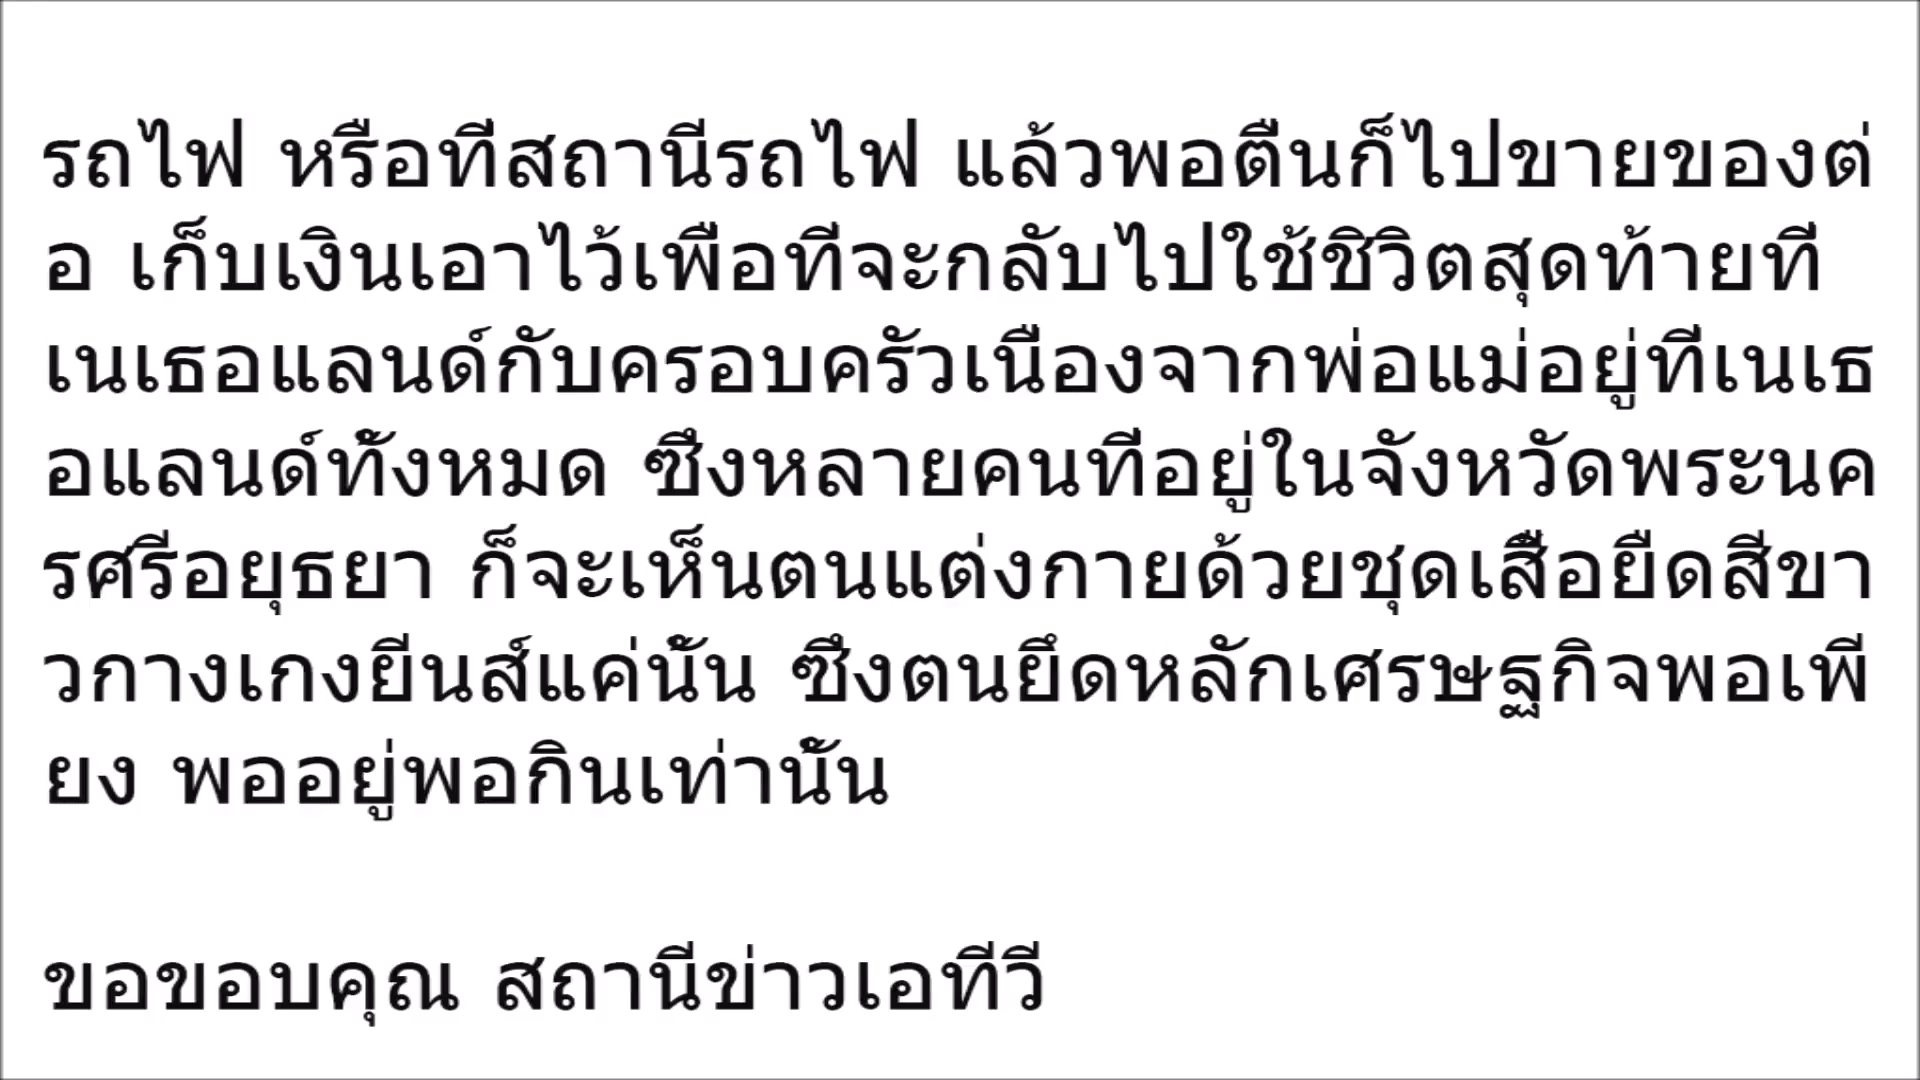 รถไฟ หรือที่สถานีรถไฟ แล้วพอตื่นก็ไปขายของต่
อ เก็บเงินเอาไว้เพื่อที่จะกลับไปใช้ชิวิตสุดท้ายที่
เนเธอแลนด์กับครอบครัวเนื่องจากพ่อแม่อยู่ที่เนเธ
อแลนด์ทั้งหมด ซึ่งหลายคนที่อยู่ในจังหวัดพระนค
รศรีอยุธยา ก็จะเห็นตนแต่งกายด้วยชุดเสื้อยืดสีขา
วกางเกงยีนส์แค่นั้น ซึ่งตนยึดหลักเศรษฐกิจพอเพี
ยง พออยู่พอกินเท่านั้น
ขอขอบคุณ สถานีข่าวเอทีวี